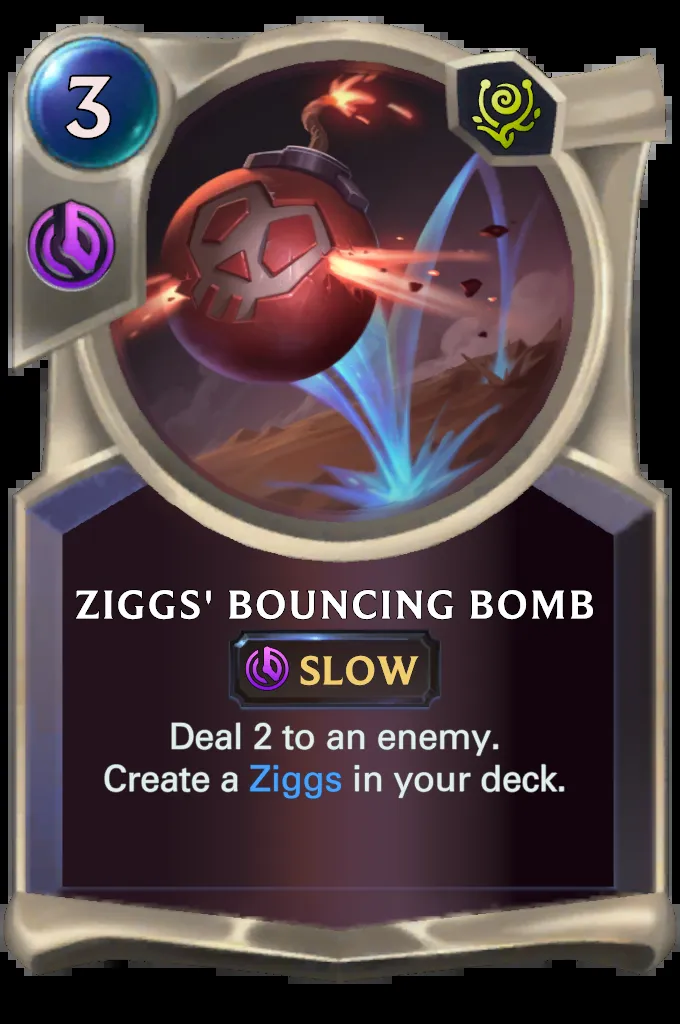 3
ZIGGS' BOUNCING BOMB
SLOW
Deal 2 to an enemy.
Create a Ziggs in your deck.